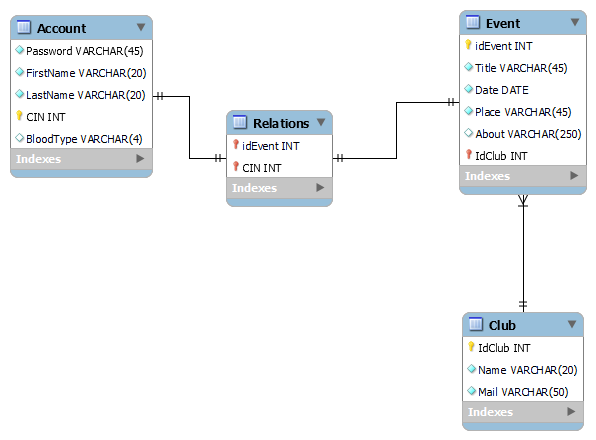 Account
Password VARCHAR(45)
FirstName VARCHAR(20)
LastName VARCHAR(20)
CIN INT
BloodType VARCHAR(4)
Indexes
Relations
idEvent INT
CIN INT
Indexes
Event
idEvent INT
Title VARCHAR(45)
Date DATE
Place VARCHAR(45)
About VARCHAR(250)
IdClub INT
Indexes
Club
IdClub INT
Name VARCHAR(20)
Mail VARCHAR(50)
Indexes